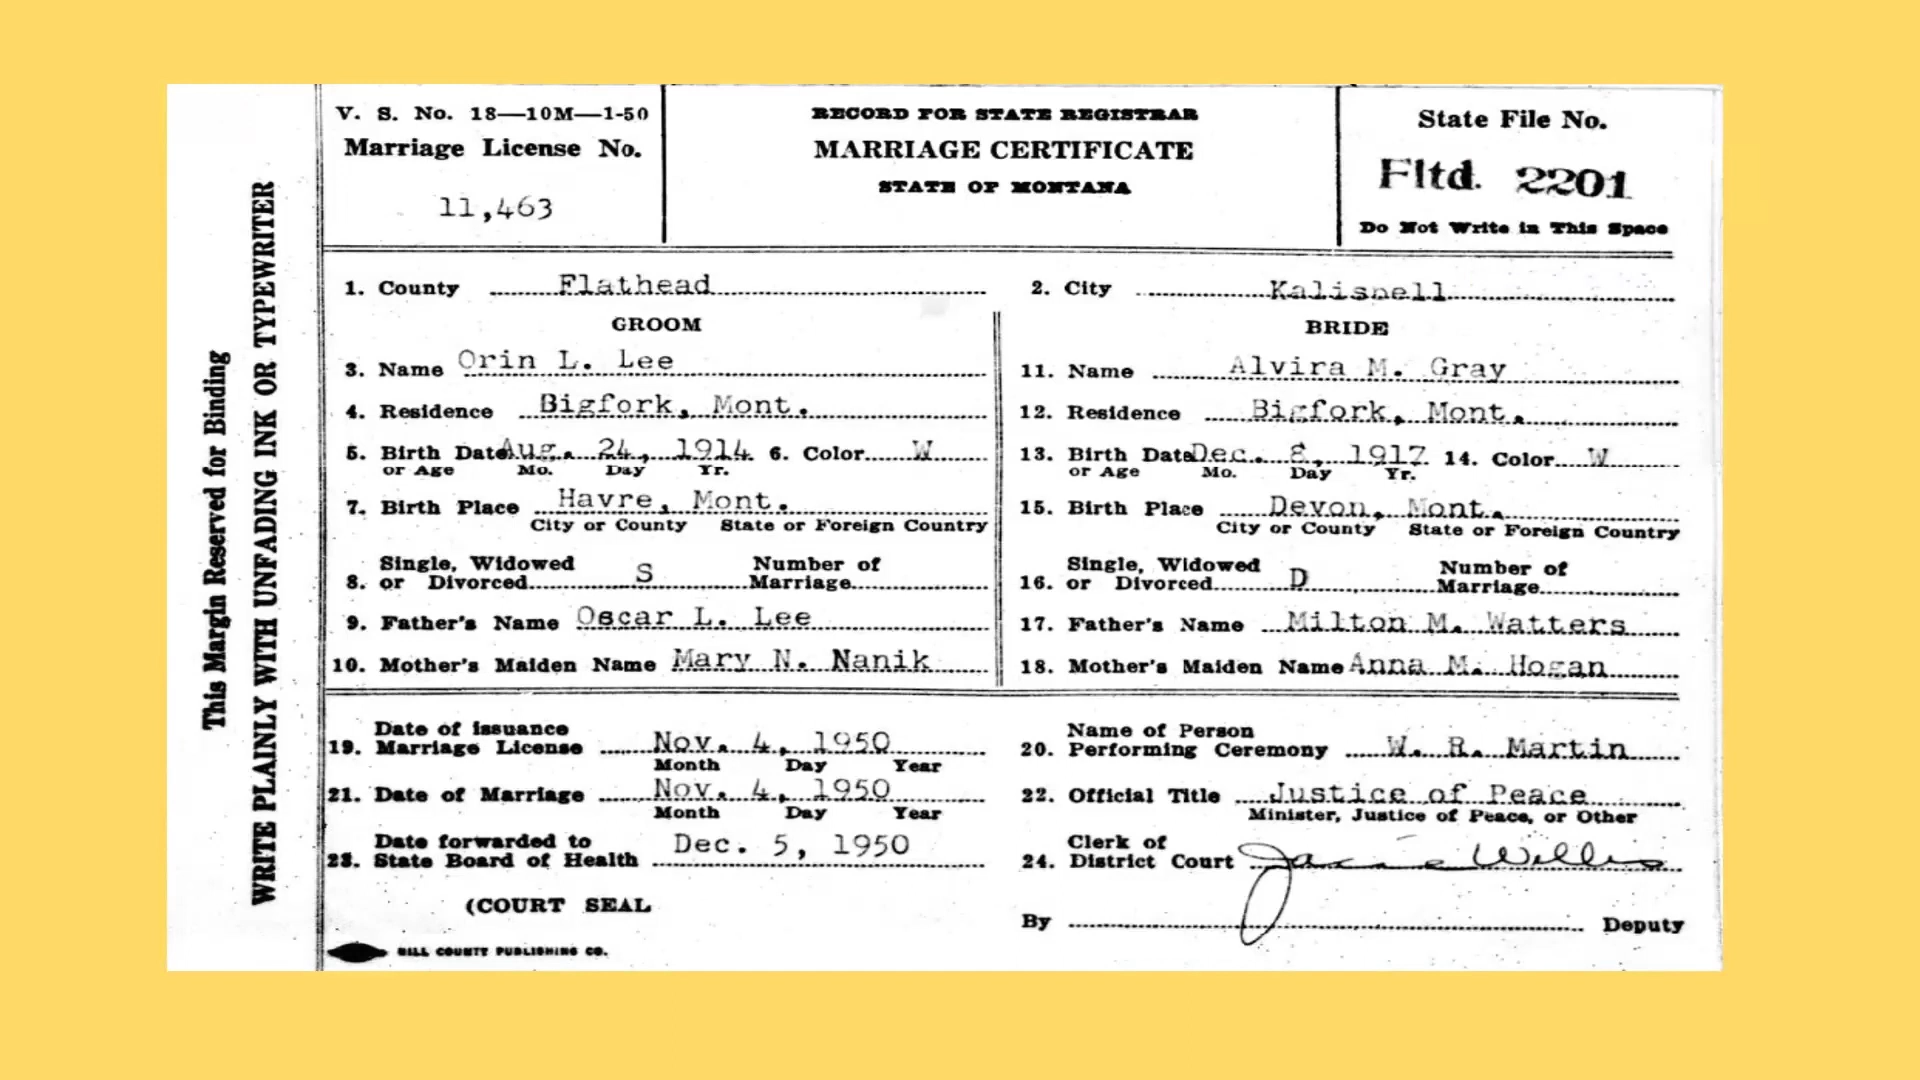 V. S. No. 18—10M—1-50
Marriage License No.
11,463
RECORD FOR STATE REGISTRAR
MARRIAGE CERTIFICATE
STATE OF MONTANA
State File No.
Fltd. 2201
Do Not Write in This Space
This Margin Reserved for Binding
WRITE PLAINLY WITH UNFADING INK OR TYPEWRITER
1. County Flathead
2. City Kalispell
GROOM
3. Name Orin L. Lee
4. Residence Bigfork, Mont.
5. Birth Date Aug. 24, 1914 6. Color W
or Age Mo. Day Yr.
7. Birth Place Havre, Mont.
City or County State or Foreign Country
Single, Widowed Number of
8. or Divorced S Marriage
9. Father's Name Oscar L. Lee
10. Mother's Maiden Name Mary N. Nanik
BRIDE
11. Name Alvira M. Gray
12. Residence Bigfork, Mont.
13. Birth Date Dec. 8, 1917 14. Color W
or Age Mo. Day Yr.
15. Birth Place Devon, Mont.
City or County State or Foreign Country
Single, Widowed Number of
16. or Divorced D Marriage
17. Father's Name Milton M. Watters
18. Mother's Maiden Name Anna M. Hogan
Date of issuance
19. Marriage License Nov. 4, 1950
Month Day Year
Name of Person
20. Performing Ceremony W. R. Martin
21. Date of Marriage Nov. 4, 1950
Month Day Year
22. Official Title Justice of Peace
Minister, Justice of Peace, or Other
Date forwarded to
23. State Board of Health Dec. 5, 1950
Clerk of
24. District Court Willis
(COURT SEAL
By Deputy
HILL COUNTY PUBLISHING CO.